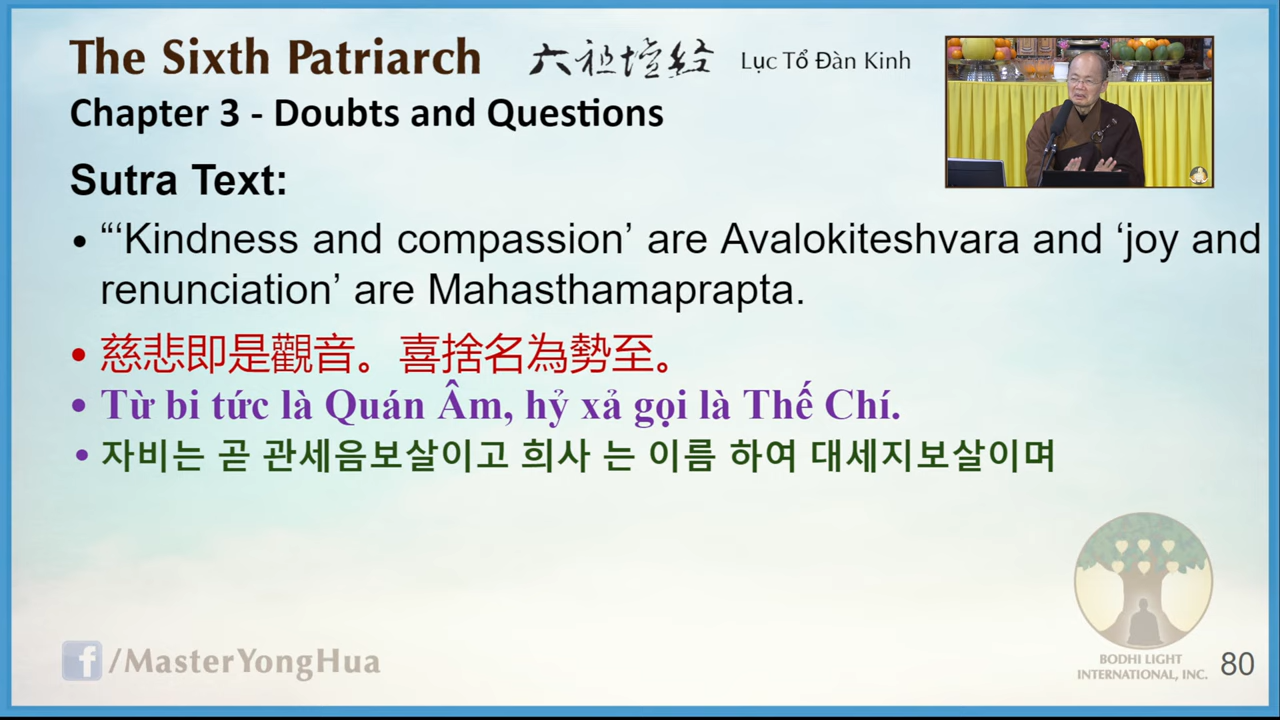 The Sixth Patriarch 六祖壇経 Lục Tổ Đàn Kinh
Chapter 3 - Doubts and Questions
Sutra Text:
• “‘Kindness and compassion’ are Avalokiteshvara and ‘joy and
renunciation’ are Mahasthamaprapta.
• 慈悲即是觀音。喜捨名為勢至。
• Từ bi tức là Quán Âm, hỷ xả gọi là Thế Chí.
• 자비는 곧 관세음보살이고 희사 는 이름 하여 대세지보살이며
f /MasterYongHua
BODHI LIGHT
INTERNATIONAL, INC.
80